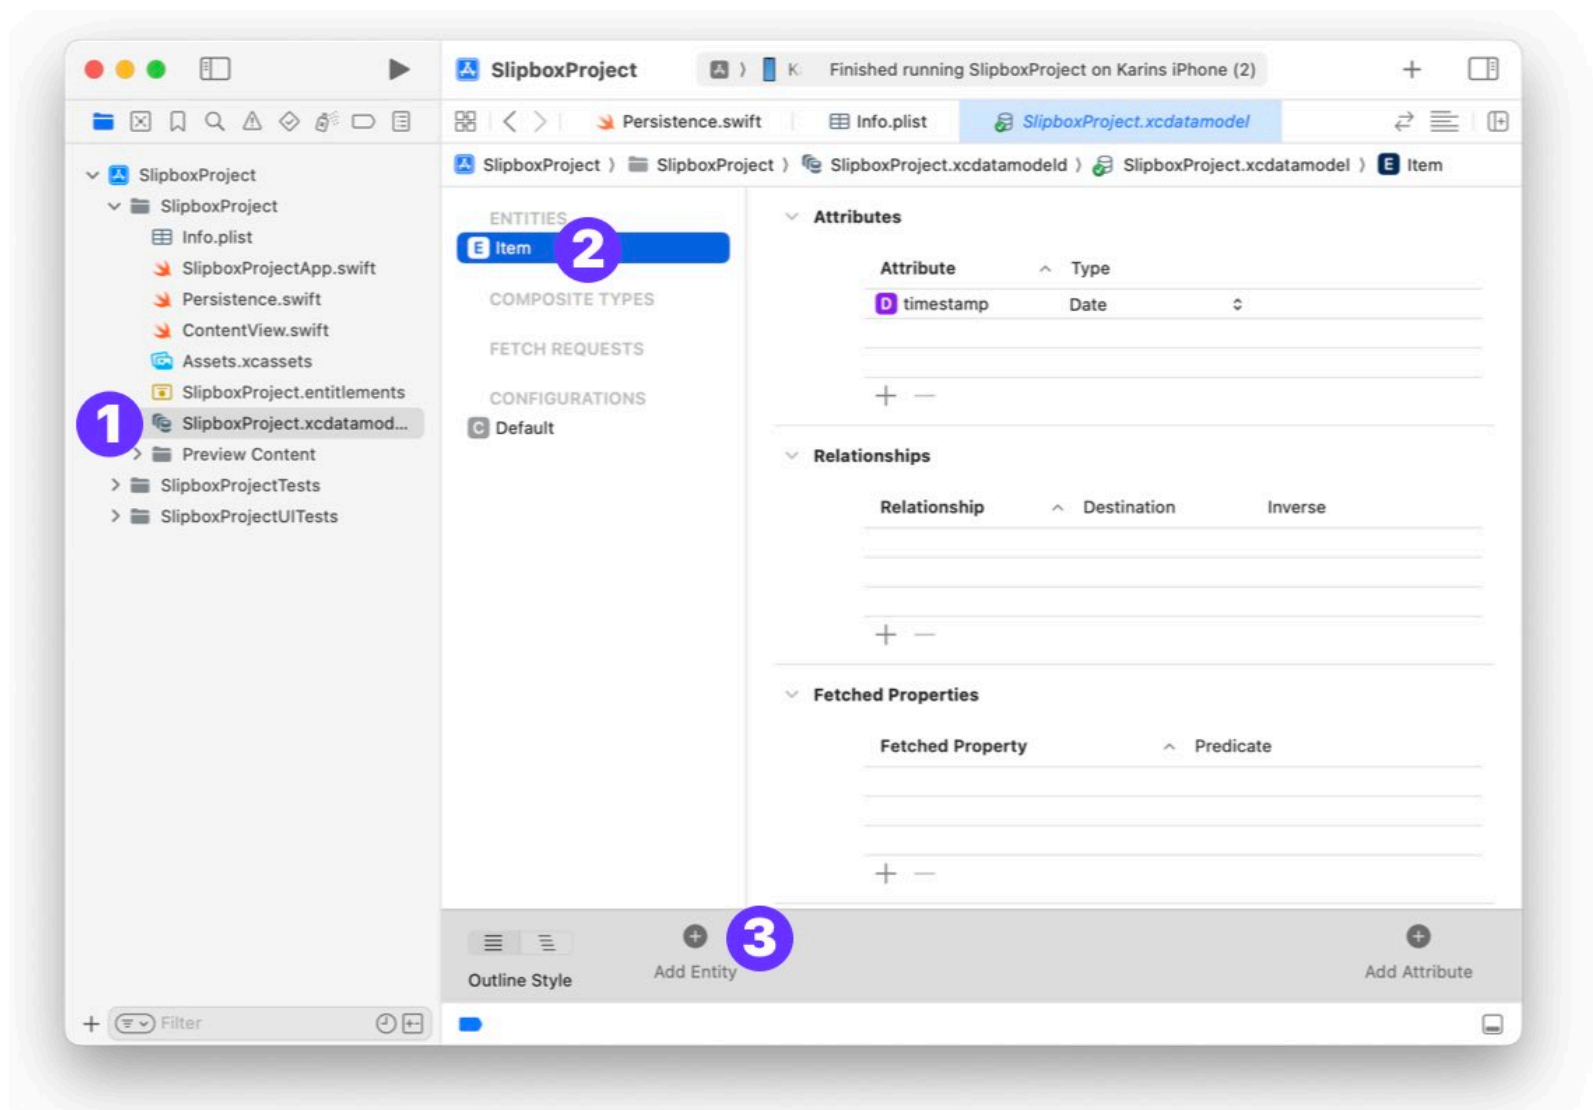 SlipboxProject
K
Finished running SlipboxProject on Karins iPhone (2)
Persistence.swift
Info.plist
SlipboxProject.xcdatamodel
SlipboxProject
SlipboxProject
SlipboxProject.xcdatamodeld
SlipboxProject.xcdatamodel
E Item
SlipboxProject
SlipboxProject
Info.plist
SlipboxProjectApp.swift
Persistence.swift
ContentView.swift
Assets.xcassets
SlipboxProject.entitlements
1
SlipboxProject.xcdatamod...
Preview Content
SlipboxProjectTests
SlipboxProjectUITests
Filter
ENTITIES
E Item
2
COMPOSITE TYPES
FETCH REQUESTS
CONFIGURATIONS
C Default
Attributes
Attribute
Type
D timestamp
Date
Relationships
Relationship
Destination
Inverse
Fetched Properties
Fetched Property
Predicate
Outline Style
Add Entity
3
Add Attribute